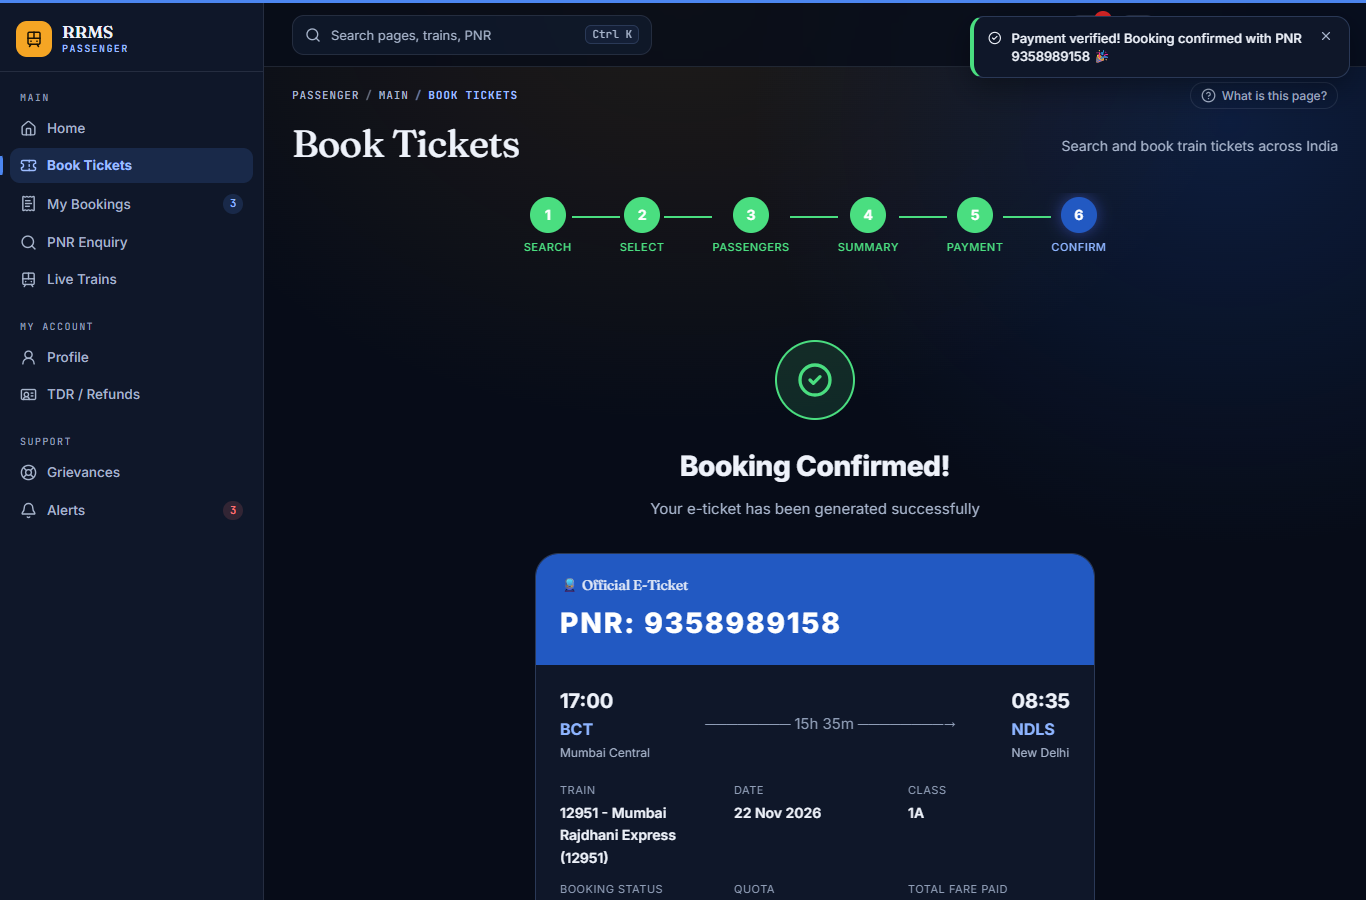 RRMS
PASSENGER
MAIN
Home
Book Tickets
My Bookings 3
PNR Enquiry
Live Trains
MY ACCOUNT
Profile
TDR / Refunds
SUPPORT
Grievances
Alerts 3
Search pages, trains, PNR Ctrl K
Payment verified! Booking confirmed with PNR
9358989158 🎉
PASSENGER / MAIN / BOOK TICKETS
What is this page?
Book Tickets
Search and book train tickets across India
1 2 3 4 5 6
SEARCH SELECT PASSENGERS SUMMARY PAYMENT CONFIRM
Booking Confirmed!
Your e-ticket has been generated successfully
Official E-Ticket
PNR: 9358989158
17:00 08:35
BCT 15h 35m NDLS
Mumbai Central New Delhi
TRAIN DATE CLASS
12951 - Mumbai 22 Nov 2026 1A
Rajdhani Express
(12951)
BOOKING STATUS QUOTA TOTAL FARE PAID